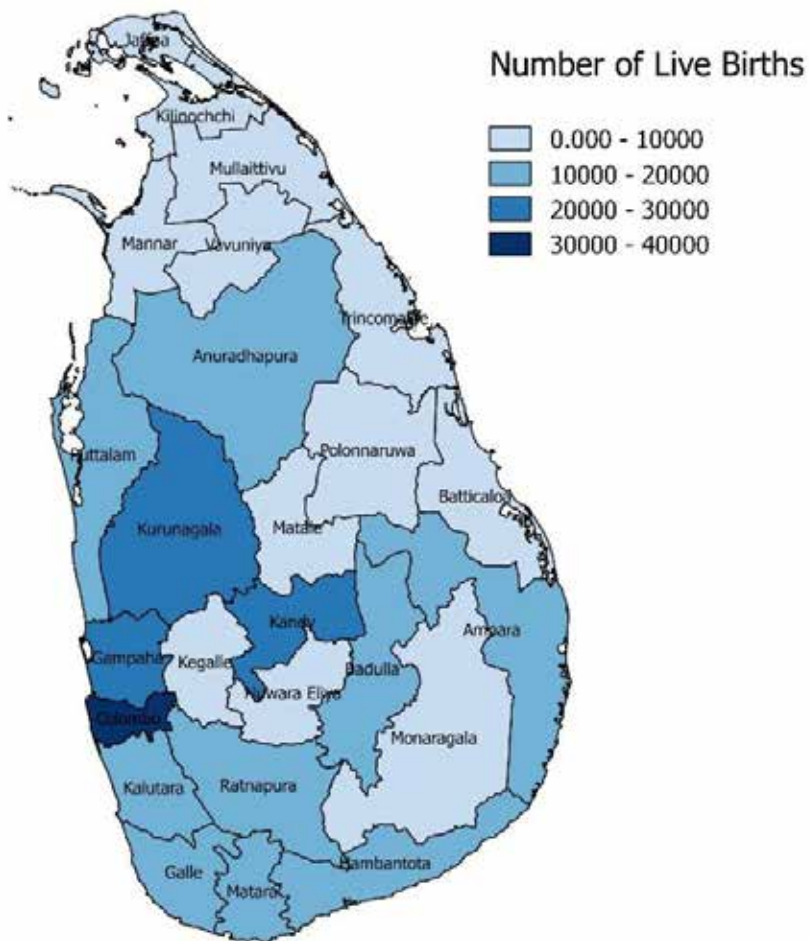 Jaffna
Number of Live Births
0.000 - 10000
10000 - 20000
20000 - 30000
30000 - 40000
Kilinochchi
Mullaittivu
Mannar
Vavuniya
Trincomalee
Anuradhapura
Puttalam
Polonnaruwa
Batticaloa
Kurunagala
Matale
Kandy
Ampara
Gampaha
Kegalle
Badulla
Nuwara Eliya
Colombo
Monaragala
Kalutara
Ratnapura
Hambantota
Galle
Matara